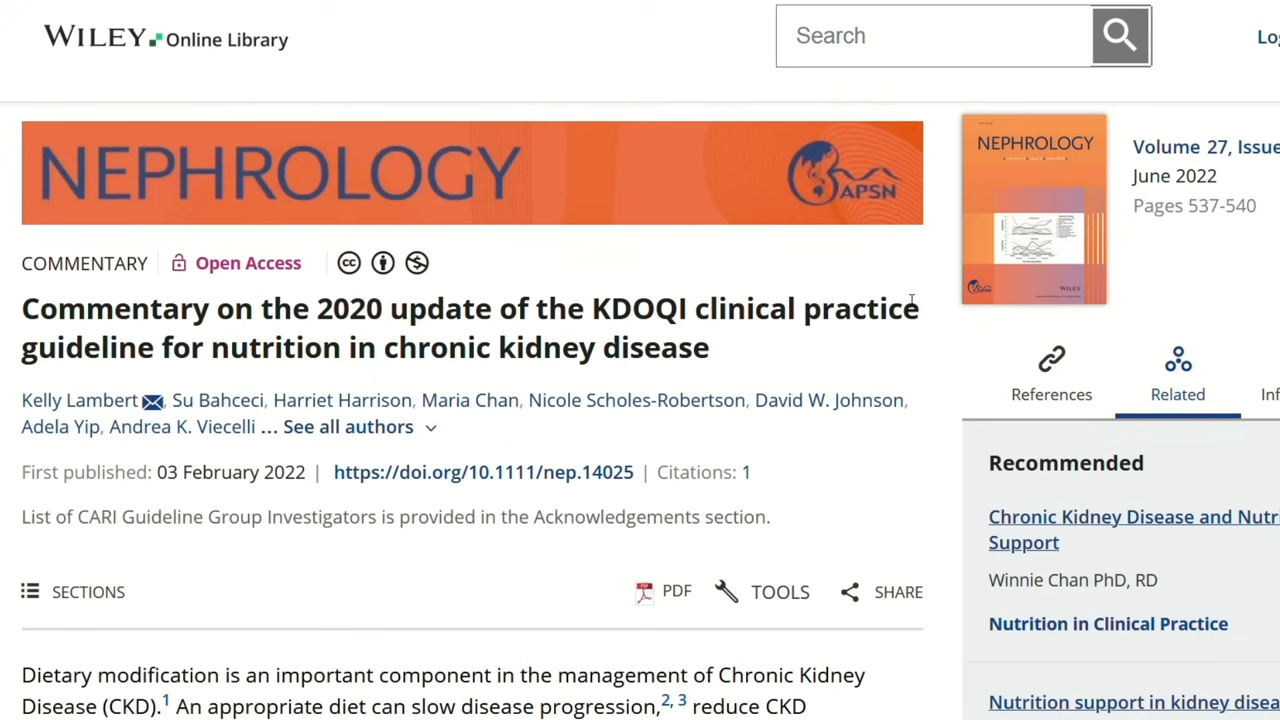 WILEY Online Library
Search
NEPHROLOGY
APSN
COMMENTARY
Open Access
Commentary on the 2020 update of the KDOQI clinical practice
guideline for nutrition in chronic kidney disease
Kelly Lambert, Su Bahceci, Harriet Harrison, Maria Chan, Nicole Scholes-Robertson, David W. Johnson,
Adela Yip, Andrea K. Viecelli … See all authors
First published: 03 February 2022 | https://doi.org/10.1111/nep.14025 | Citations: 1
List of CARI Guideline Group Investigators is provided in the Acknowledgements section.
SECTIONS
PDF
TOOLS
SHARE
Dietary modification is an important component in the management of Chronic Kidney
Disease (CKD).1 An appropriate diet can slow disease progression,2, 3 reduce CKD
NEPHROLOGY
APSN
WILEY
Volume 27, Issue
June 2022
Pages 537-540
References
Related
Recommended
Chronic Kidney Disease and Nutri
Support
Winnie Chan PhD, RD
Nutrition in Clinical Practice
Nutrition support in kidney disea